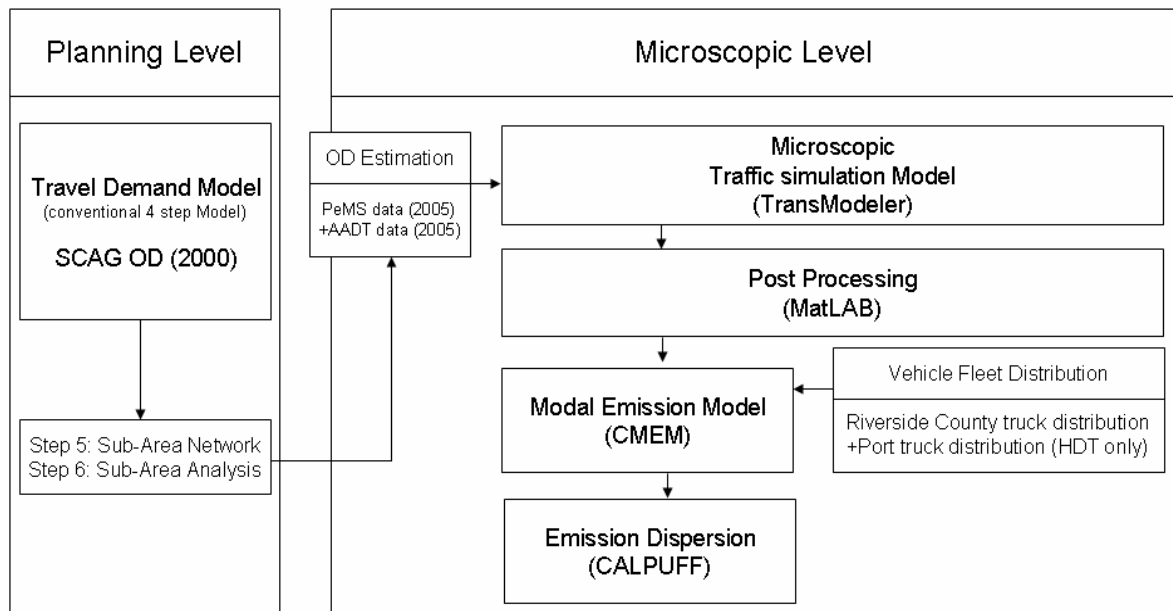 Planning Level
Travel Demand Model
(conventional 4 step Model)
SCAG OD (2000)
Step 5: Sub-Area Network
Step 6: Sub-Area Analysis
Microscopic Level
OD Estimation
PeMS data (2005)
+AADT data (2005)
Microscopic
Traffic simulation Model
(TransModeler)
Post Processing
(MatLAB)
Modal Emission Model
(CMEM)
Vehicle Fleet Distribution
Riverside County truck distribution
+Port truck distribution (HDT only)
Emission Dispersion
(CALPUFF)